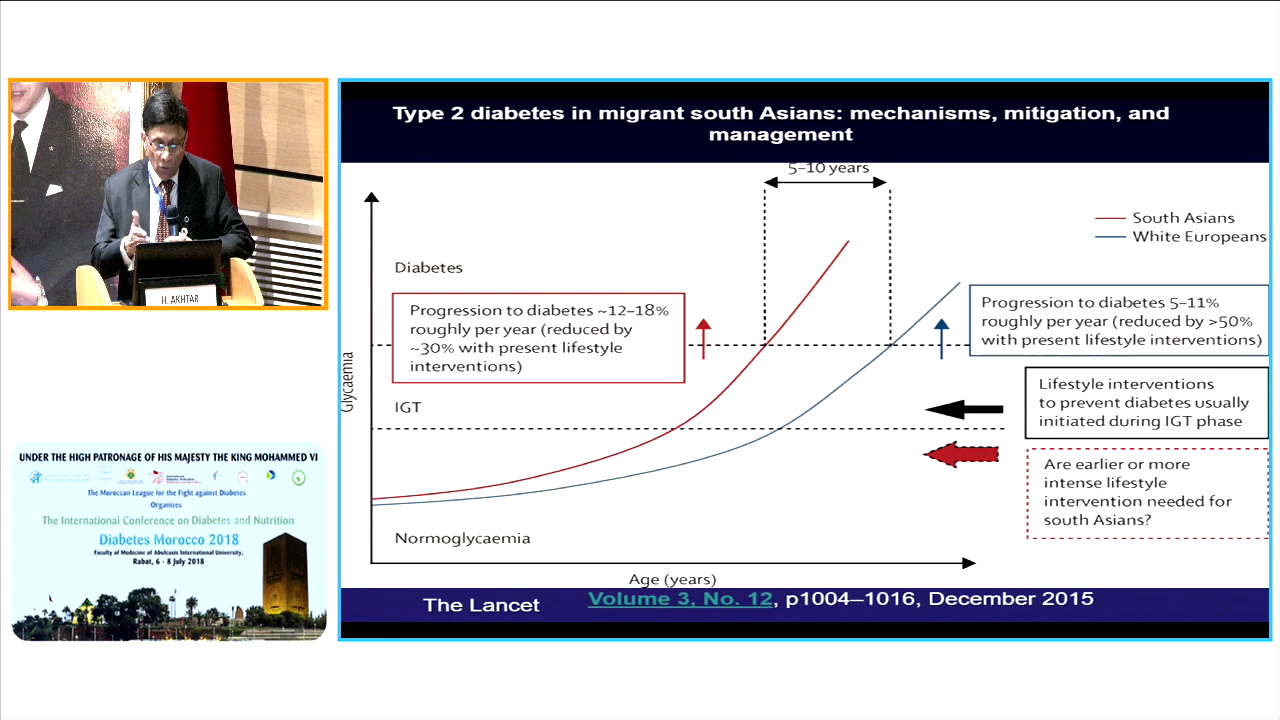 H. AKHTAR
UNDER THE HIGH PATRONAGE OF HIS MAJESTY THE KING MOHAMMED VI
The Moroccan League for the Fight against Diabetes
Organizes
The International Conference on Diabetes and Nutrition
Diabetes Morocco 2018
Faculty of Medecine of Abulcasis International University,
Rabat, 6 - 8 July 2018
Type 2 diabetes in migrant south Asians: mechanisms, mitigation, and
management
5–10 years
South Asians
White Europeans
Diabetes
Progression to diabetes ~12–18%
roughly per year (reduced by
~30% with present lifestyle
interventions)
Progression to diabetes 5–11%
roughly per year (reduced by >50%
with present lifestyle interventions)
Glycaemia
IGT
Lifestyle interventions
to prevent diabetes usually
initiated during IGT phase
Are earlier or more
intense lifestyle
intervention needed for
south Asians?
Normoglycaemia
Age (years)
The Lancet Volume 3, No. 12, p1004–1016, December 2015